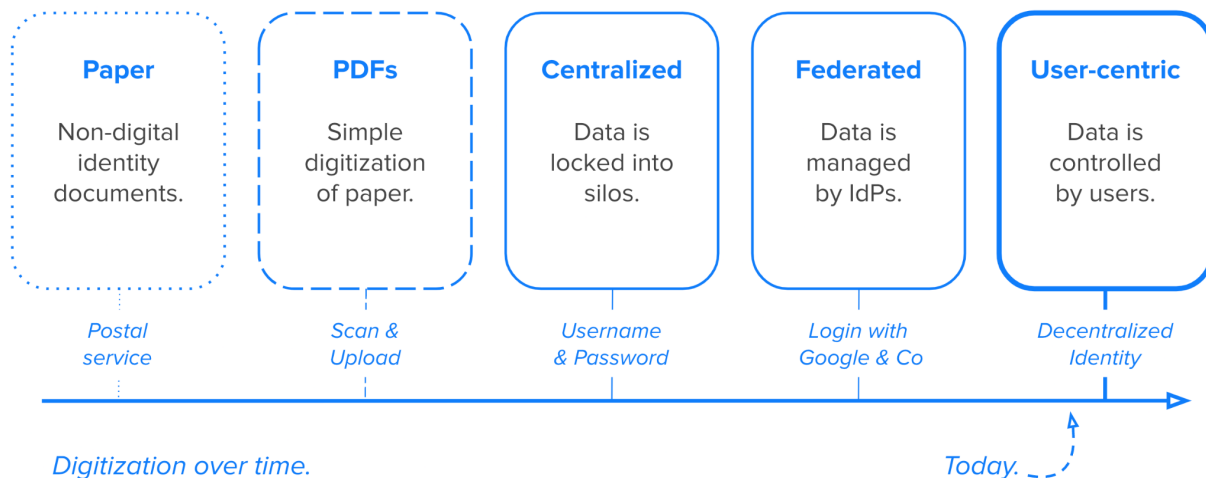 Paper
Non-digital
identity
documents.
PDFs
Simple
digitization
of paper.
Centralized
Data is
locked into
silos.
Federated
Data is
managed
by IdPs.
User-centric
Data is
controlled
by users.
Postal
service
Scan &
Upload
Username
& Password
Login with
Google & Co
Decentralized
Identity
Digitization over time.
Today.